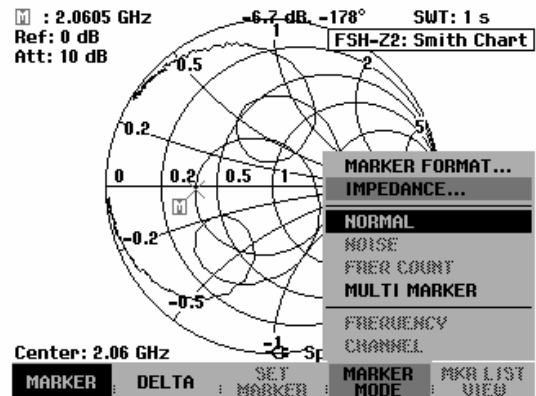 M : 2.0605 GHz -6.7 dB, -178° SWT: 1 s
Ref: 0 dB
FSH-Z2: Smith Chart
Att: 10 dB
1
0.5 2
0.2 5
0 0.2 0.5 1
M
-0.2
-0.5
-1
MARKER FORMAT...
IMPEDANCE...
NORMAL
NOISE
FREQ COUNT
MULTI MARKER
FREQUENCY
CHANNEL
Center: 2.06 GHz Sp
MARKER DELTA SET MARKER MARKER MODE MKR LIST VIEW